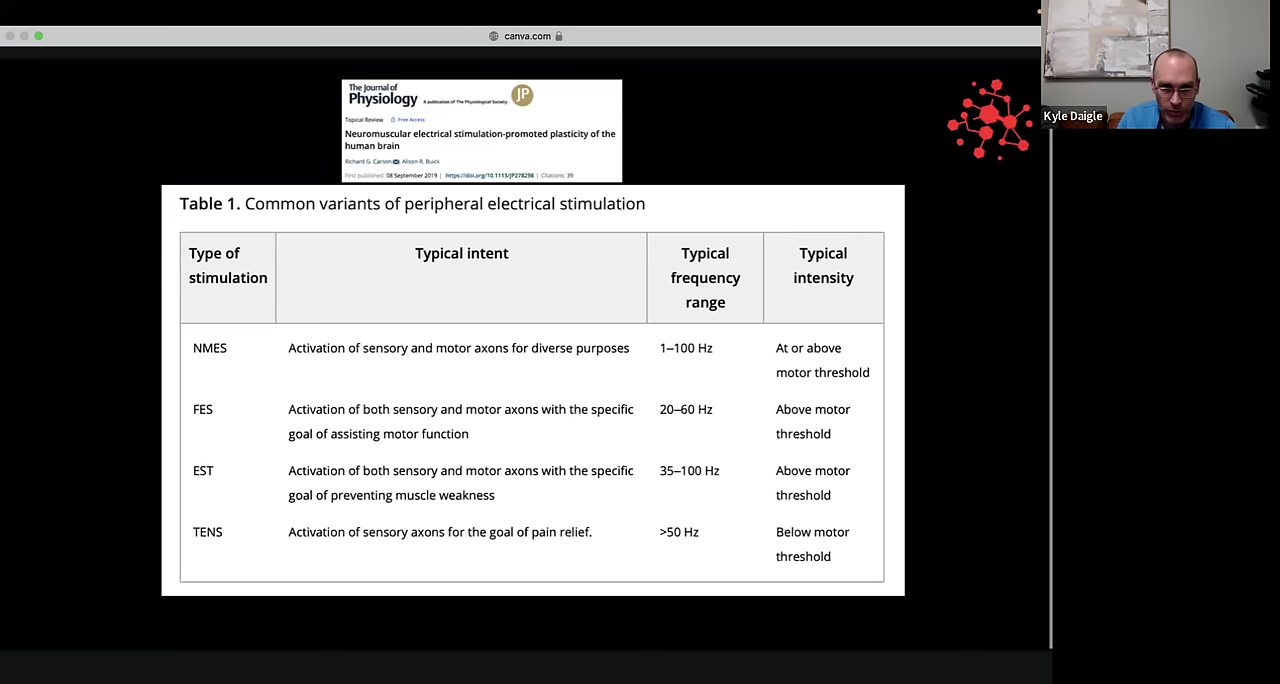 canva.com
Kyle Daigle
The Journal of
Physiology
A publication of The Physiological Society
JP
Topical Review
Free Access
Neuromuscular electrical stimulation-promoted plasticity of the
human brain
Richard G. Carson, Alison R. Buick
First published: 08 September 2019 | https://doi.org/10.1113/JP278298 | Citations: 39
Table 1. Common variants of peripheral electrical stimulation
Type of
stimulation
Typical intent
Typical
frequency
range
Typical
intensity
NMES
Activation of sensory and motor axons for diverse purposes
1–100 Hz
At or above
motor threshold
FES
Activation of both sensory and motor axons with the specific
goal of assisting motor function
20–60 Hz
Above motor
threshold
EST
Activation of both sensory and motor axons with the specific
goal of preventing muscle weakness
35–100 Hz
Above motor
threshold
TENS
Activation of sensory axons for the goal of pain relief.
>50 Hz
Below motor
threshold